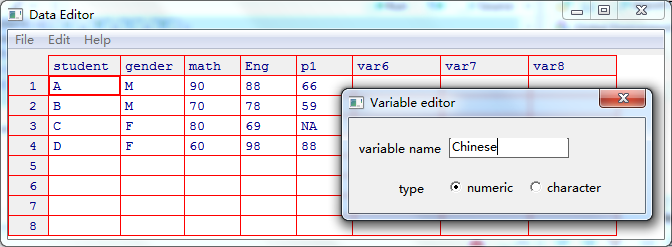 Data Editor
File Edit Help
student gender math Eng p1 var6 var7 var8
1 A M 90 88 66
2 B M 70 78 59
3 C F 80 69 NA
4 D F 60 98 88
5
6
7
8
Variable editor
variable name Chinese
type numeric character